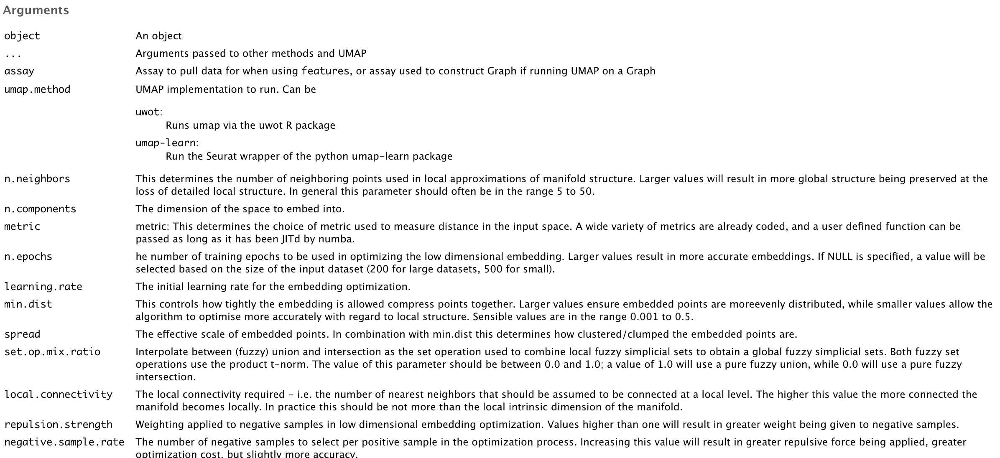 Arguments
object An object
... Arguments passed to other methods and UMAP
assay Assay to pull data for when using features, or assay used to construct Graph if running UMAP on a Graph
umap.method UMAP implementation to run. Can be
uwot:
Runs umap via the uwot R package
umap-learn:
Run the Seurat wrapper of the python umap-learn package
n.neighbors This determines the number of neighboring points used in local approximations of manifold structure. Larger values will result in more global structure being preserved at the
loss of detailed local structure. In general this parameter should often be in the range 5 to 50.
n.components The dimension of the space to embed into.
metric metric: This determines the choice of metric used to measure distance in the input space. A wide variety of metrics are already coded, and a user defined function can be
passed as long as it has been JITd by numba.
n.epochs he number of training epochs to be used in optimizing the low dimensional embedding. Larger values result in more accurate embeddings. If NULL is specified, a value will be
selected based on the size of the input dataset (200 for large datasets, 500 for small).
learning.rate The initial learning rate for the embedding optimization.
min.dist This controls how tightly the embedding is allowed compress points together. Larger values ensure embedded points are moreevenly distributed, while smaller values allow the
algorithm to optimise more accurately with regard to local structure. Sensible values are in the range 0.001 to 0.5.
spread The effective scale of embedded points. In combination with min.dist this determines how clustered/clumped the embedded points are.
set.op.mix.ratio Interpolate between (fuzzy) union and intersection as the set operation used to combine local fuzzy simplicial sets to obtain a global fuzzy simplicial sets. Both fuzzy set
operations use the product t-norm. The value of this parameter should be between 0.0 and 1.0; a value of 1.0 will use a pure fuzzy union, while 0.0 will use a pure fuzzy
intersection.
local.connectivity The local connectivity required - i.e. the number of nearest neighbors that should be assumed to be connected at a local level. The higher this value the more connected the
manifold becomes locally. In practice this should be not more than the local intrinsic dimension of the manifold.
repulsion.strength Weighting applied to negative samples in low dimensional embedding optimization. Values higher than one will result in greater weight being given to negative samples.
negative.sample.rate The number of negative samples to select per positive sample in the optimization process. Increasing this value will result in greater repulsive force being applied, greater
optimization cost, but slightly more accuracy.